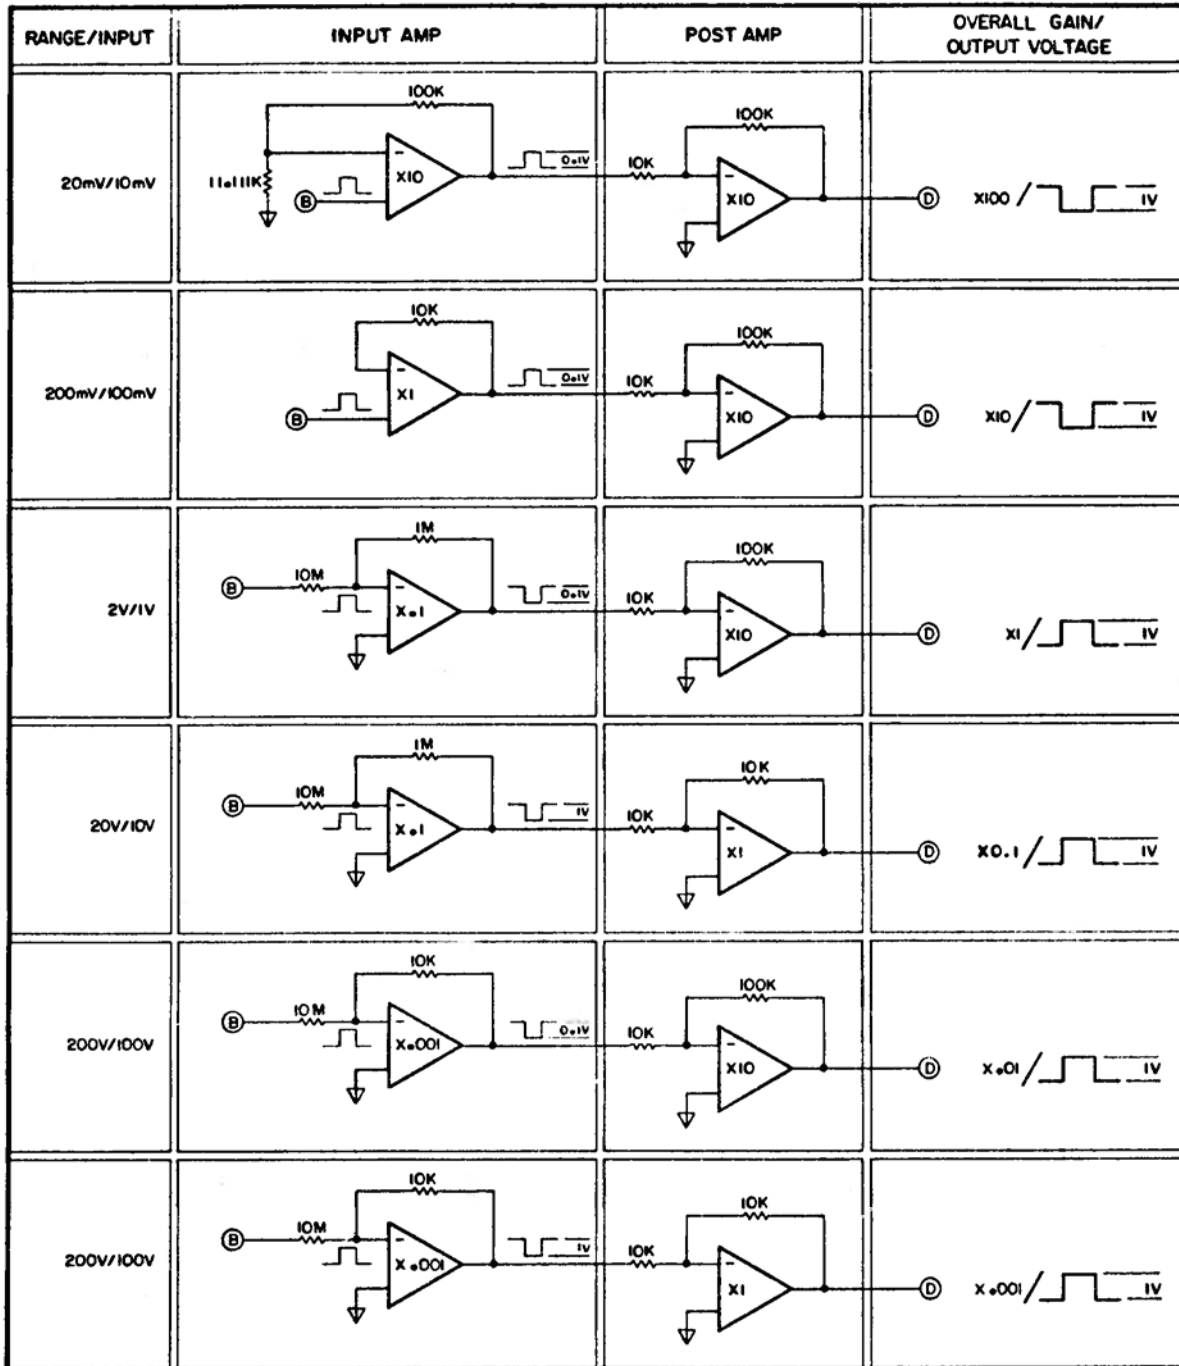 RANGE/INPUT
INPUT AMP
POST AMP
OVERALL GAIN/
OUTPUT VOLTAGE
20mV/10mV
100K
11.111K
B
-
X10
0.1V
10K
100K
-
X10
D
X100/
1V
200mV/100mV
10K
-
X1
B
0.1V
10K
100K
-
X10
D
X10/
1V
2V/1V
B
10M
1M
-
X.1
0.1V
10K
100K
-
X10
D
X1/
1V
20V/10V
B
10M
1M
-
X.1
1V
10K
10K
-
X1
D
X0.1/
1V
200V/100V
B
10M
10K
-
X.001
0.1V
10K
100K
-
X10
D
X.01/
1V
200V/100V
B
10M
10K
-
X.001
1V
10K
10K
-
X1
D
X.001/
1V